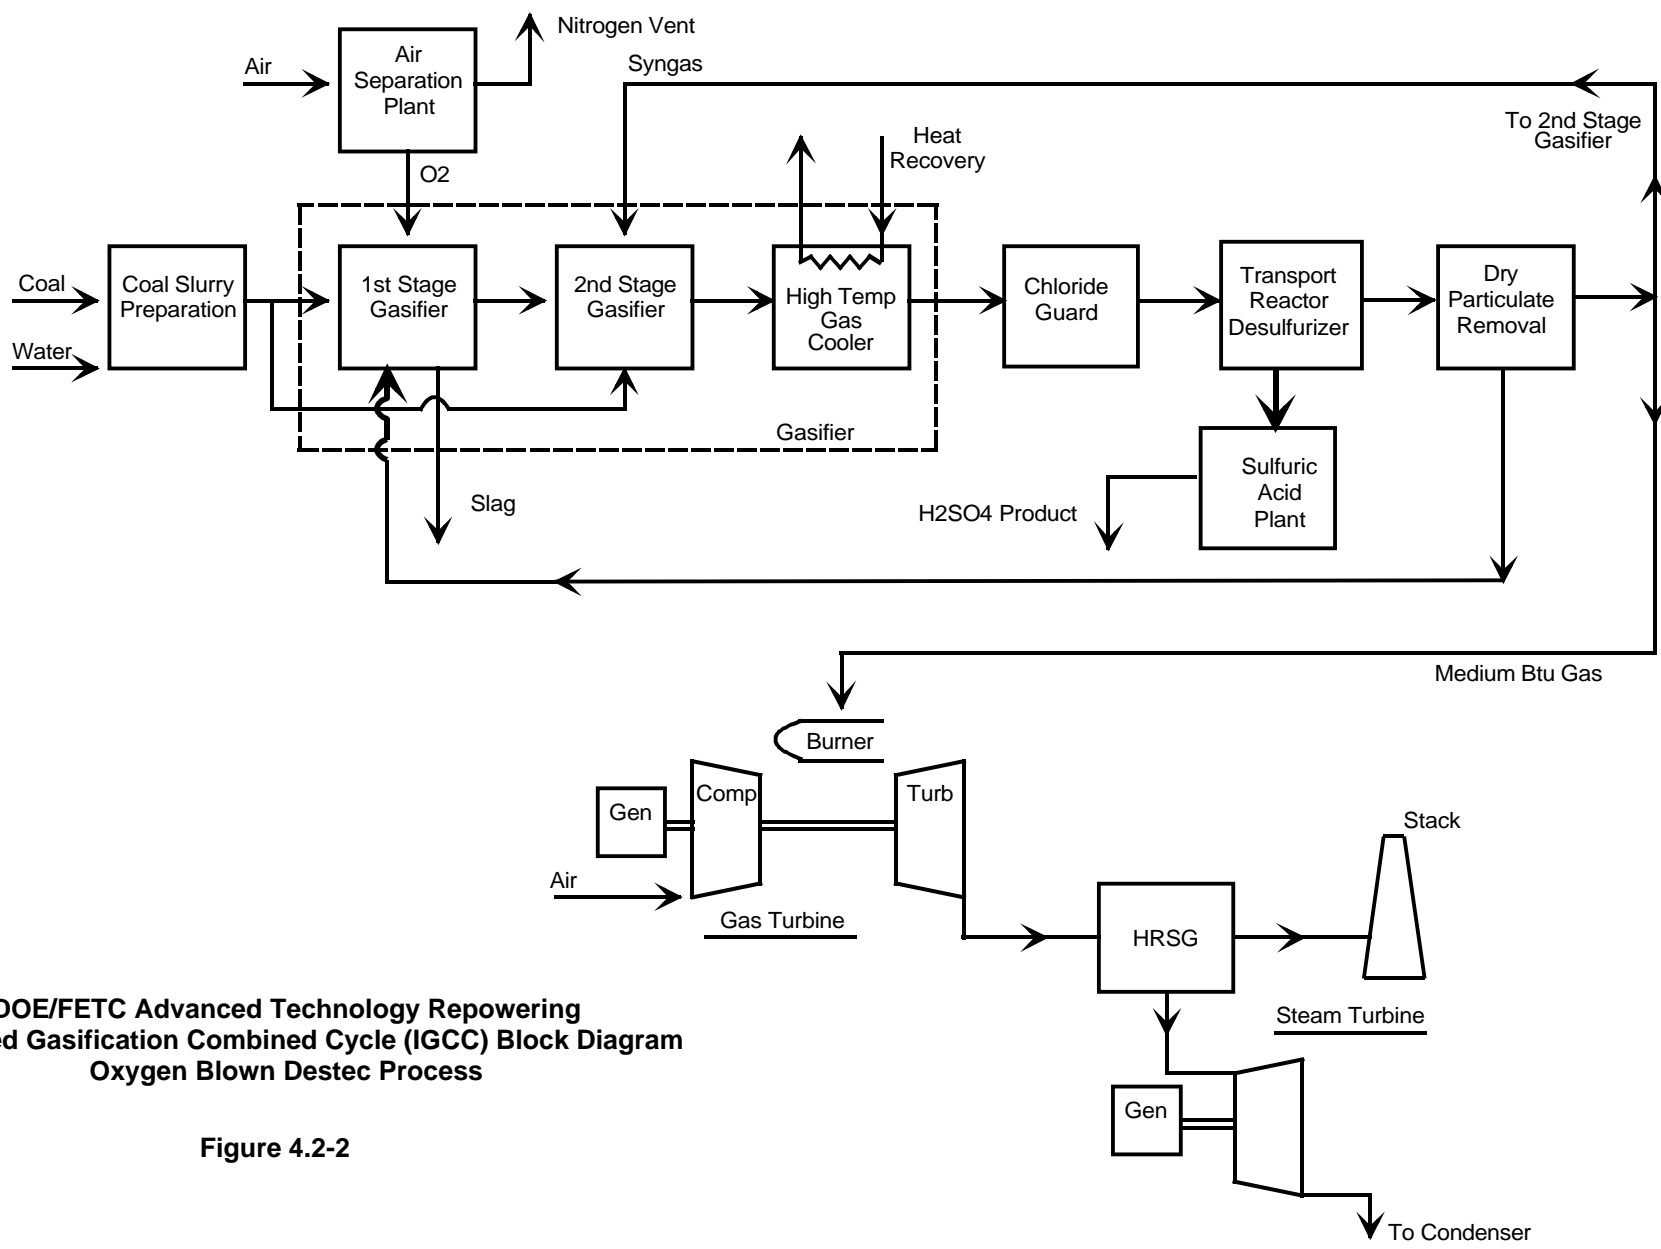 Nitrogen Vent
Air
Air
Separation
Plant
Syngas
To 2nd Stage
Gasifier
Heat
Recovery
O2
Coal
Water
Coal Slurry
Preparation
1st Stage
Gasifier
2nd Stage
Gasifier
High Temp
Gas
Cooler
Chloride
Guard
Transport
Reactor
Desulfurizer
Dry
Particulate
Removal
Gasifier
Slag
H2SO4 Product
Sulfuric
Acid
Plant
Medium Btu Gas
Burner
Gen
Comp
Turb
Air
Gas Turbine
HRSG
Stack
Steam Turbine
Gen
To Condenser
DOE/FETC Advanced Technology Repowering
Gasification Combined Cycle (IGCC) Block Diagram
Oxygen Blown Destec Process
Figure 4.2-2